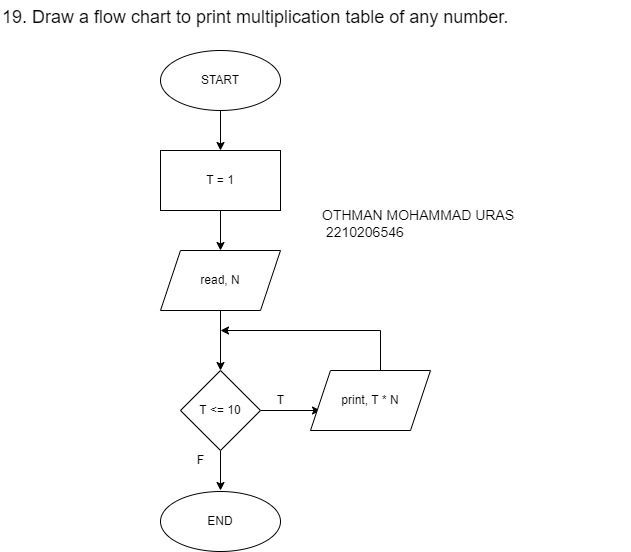 19. Draw a flow chart to print multiplication table of any number.
START
T = 1
OTHMAN MOHAMMAD URAS
2210206546
read, N
T <= 10
T
print, T * N
F
END